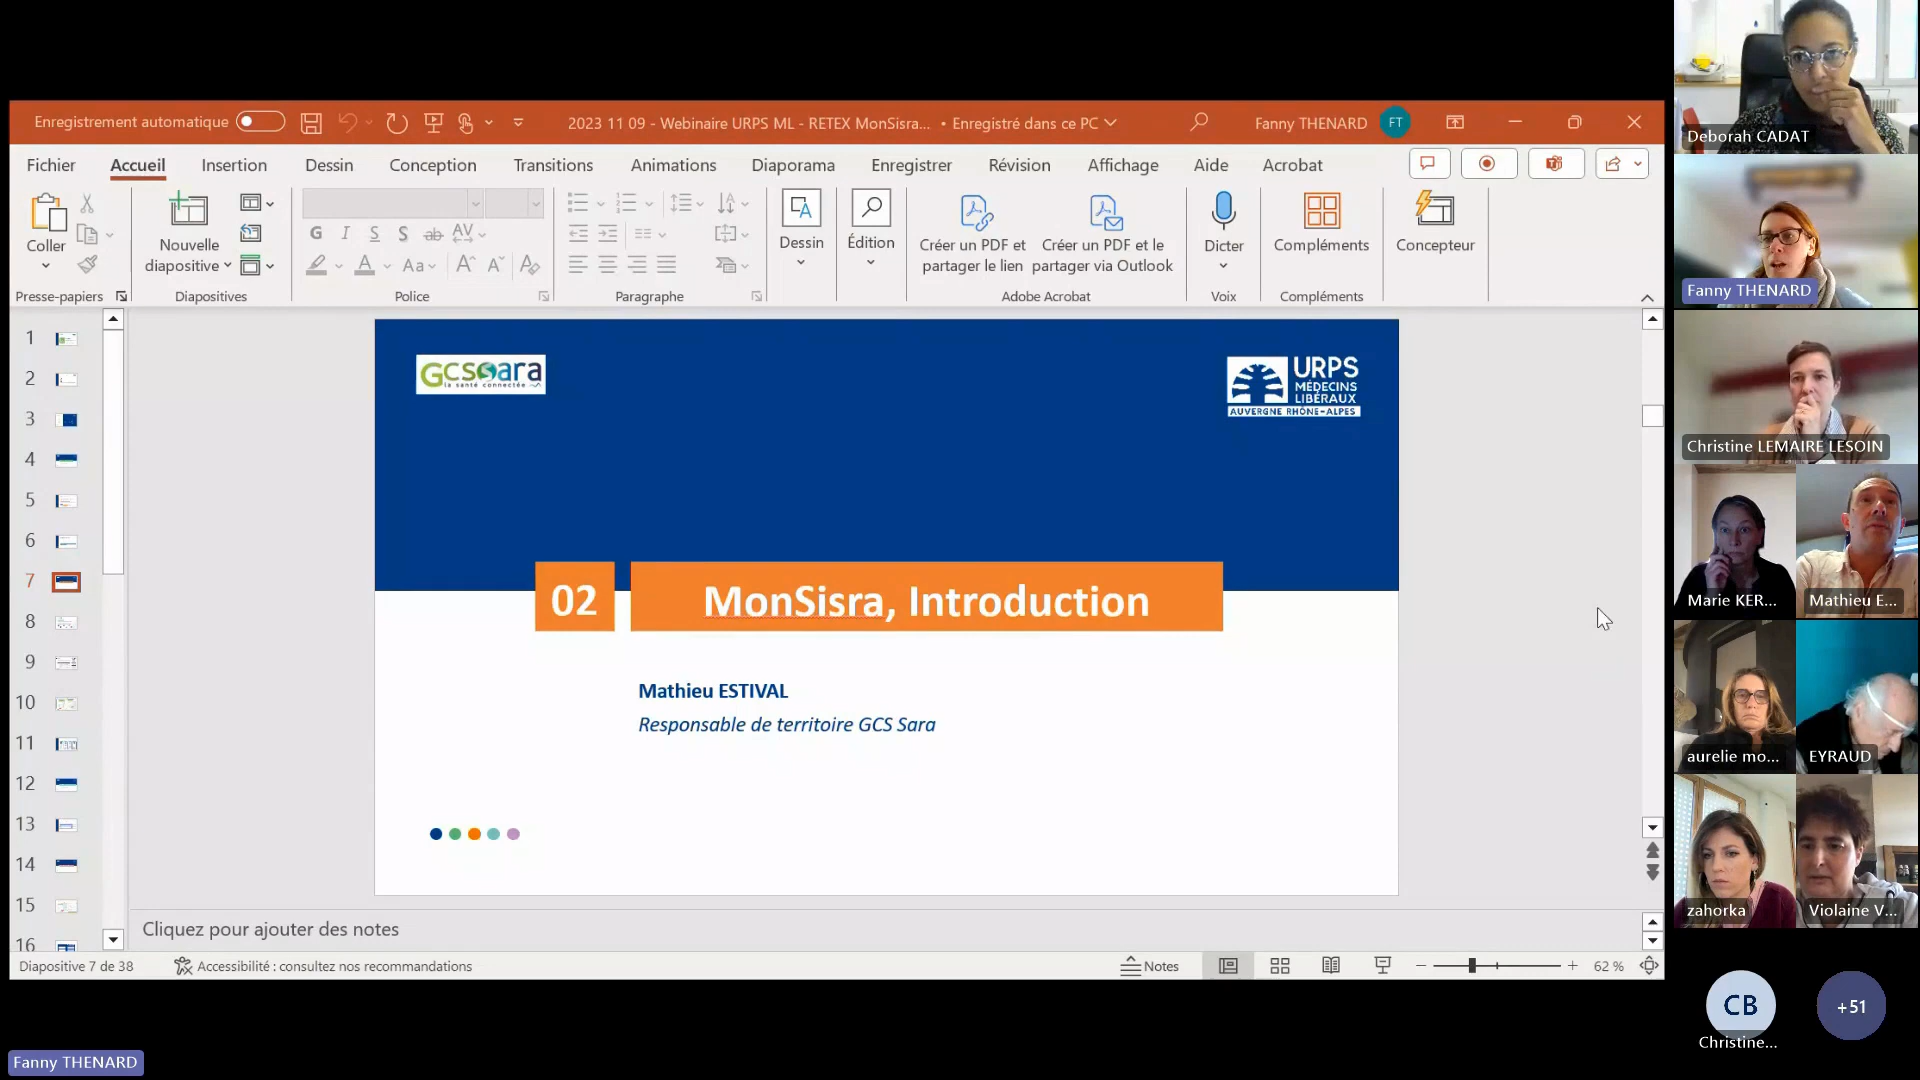 Enregistrement automatique
2023 11 09 - Webinaire URPS ML - RETEX MonSisra... • Enregistré dans ce PC
Fanny THENARD
FT
Fichier
Accueil
Insertion
Dessin
Conception
Transitions
Animations
Diaporama
Enregistrer
Révision
Affichage
Aide
Acrobat
Coller
Nouvelle
diapositive
G I S S ab AV
A Aa A A
Dessin
Édition
Créer un PDF et
partager le lien
Créer un PDF et le
partager via Outlook
Dicter
Compléments
Concepteur
Presse-papiers
Diapositives
Police
Paragraphe
Adobe Acrobat
Voix
Compléments
1
2
3
4
5
6
7
8
9
10
11
12
13
14
15
16
GCS sara
la santé connectée
URPS
MÉDECINS
LIBÉRAUX
AUVERGNE RHÔNE-ALPES
02
MonSisra, Introduction
Mathieu ESTIVAL
Responsable de territoire GCS Sara
Cliquez pour ajouter des notes
Diapositive 7 de 38
Accessibilité : consultez nos recommandations
Notes
62 %
Deborah CADAT
Fanny THENARD
Christine LEMAIRE LESOIN
Marie KER...
Mathieu E...
aurelie mo...
EYRAUD
zahorka
Violaine V...
CB
+51
Christine...
Fanny THENARD